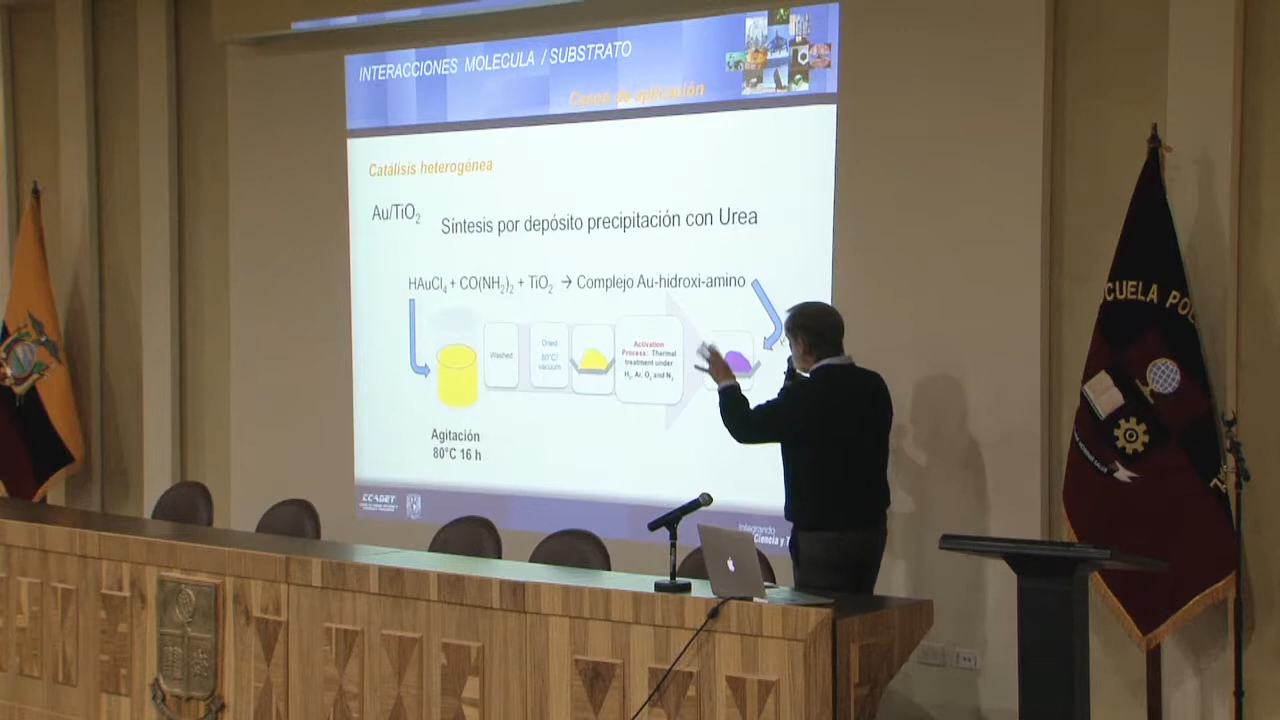 INTERACCIONES MOLECULA / SUBSTRATO
Casos de aplicación
Catálisis heterogénea
Au/TiO₂
Síntesis por depósito precipitación con Urea
HAuCl₄ + CO(NH₂)₂ + TiO₂ → Complejo Au-hidroxi-amino
Washed
Dried
80°C/
vacuum
Activation
Process: Thermal
treatment under
H₂, Ar, O₂ and N₂
Agitación
80°C 16 h
CCADET
Integrando
Ciencia y T
CUELA POL